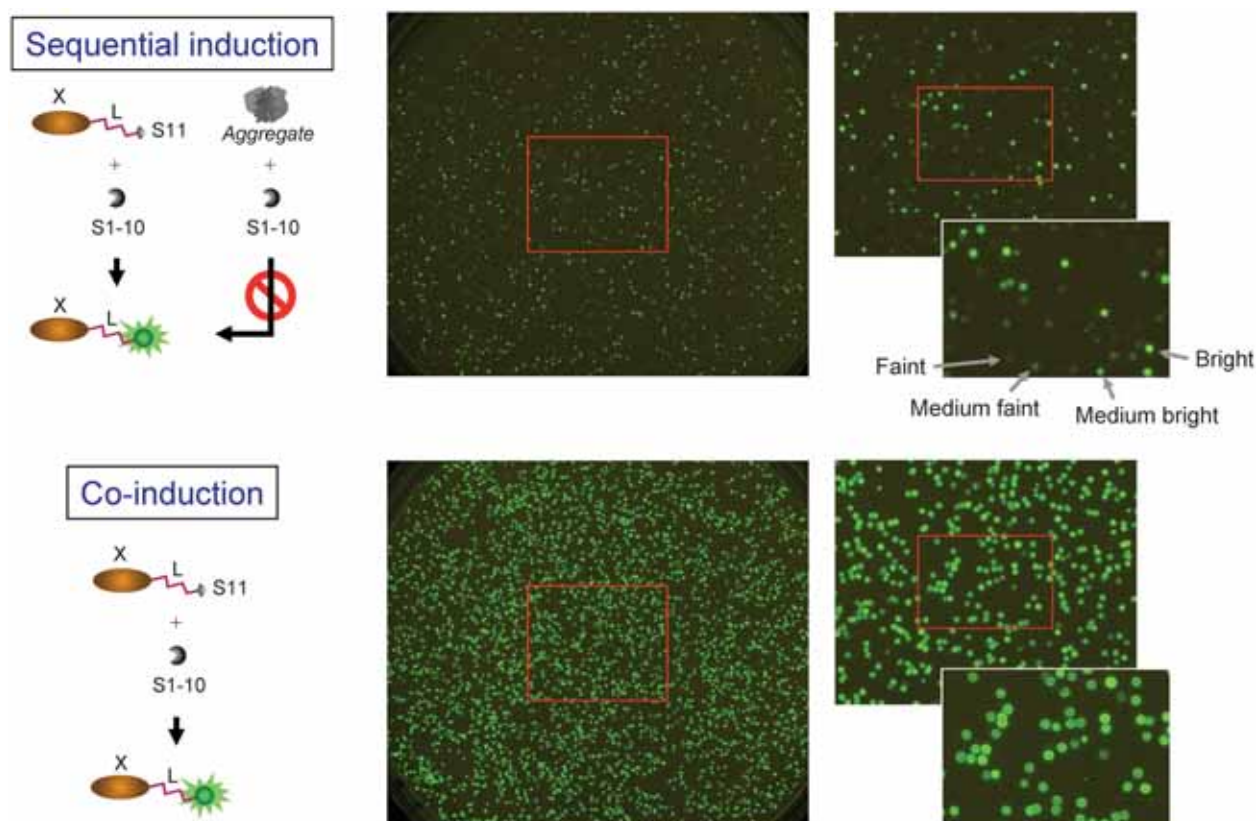 Sequential induction
X
L
S11
Aggregate
+
+
S1-10
S1-10
X
L
Faint
Bright
Medium faint
Medium bright
Co-induction
X
L
S11
+
S1-10
X
L